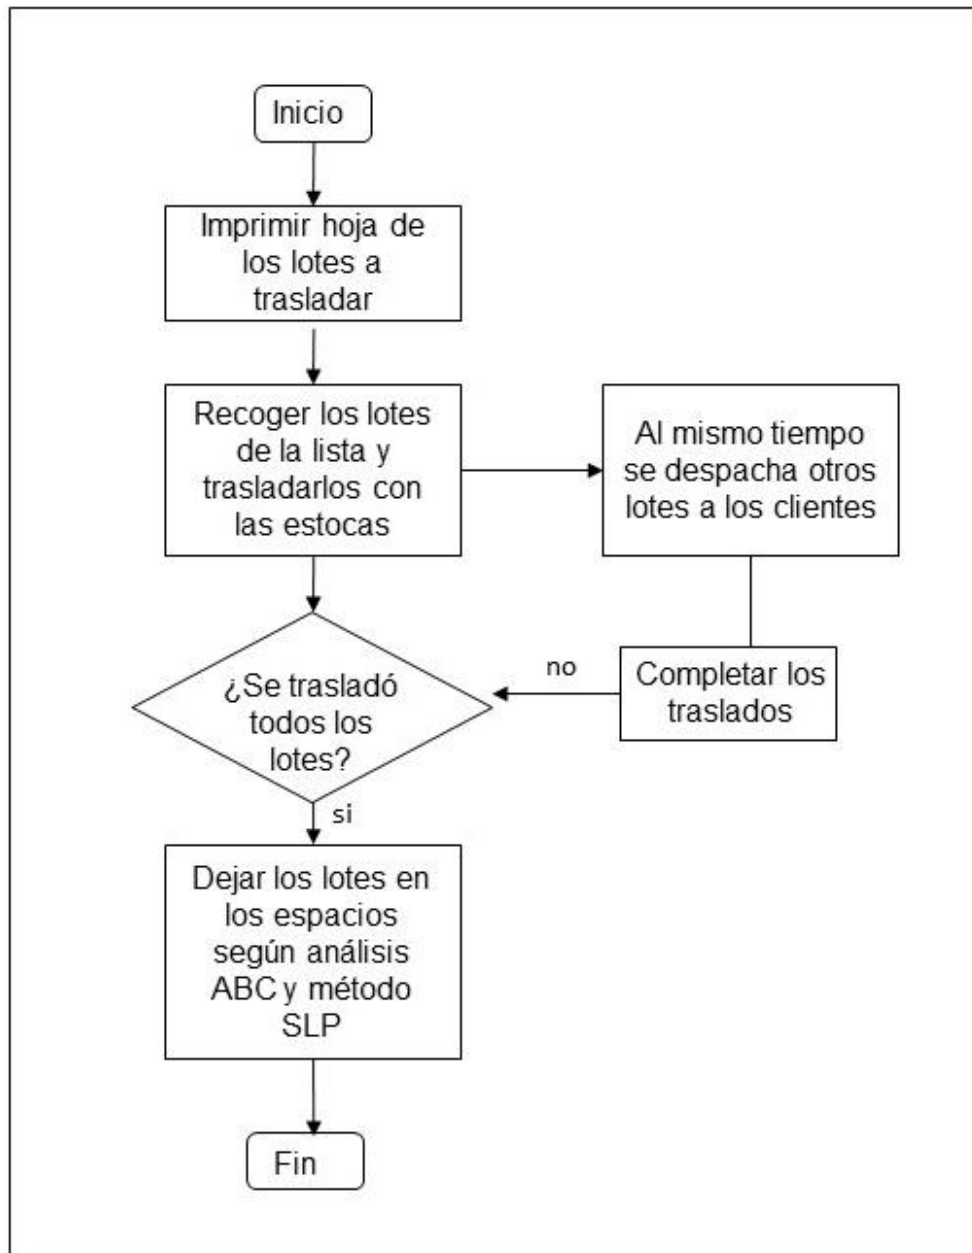 Inicio
Imprimir hoja de
los lotes a
trasladar
Recoger los lotes
de la lista y
trasladarlos con
las estocas
Al mismo tiempo
se despacha otros
lotes a los clientes
¿Se trasladó
todos los
lotes?
no
Completar los
traslados
si
Dejar los lotes en
los espacios
según análisis
ABC y método
SLP
Fin